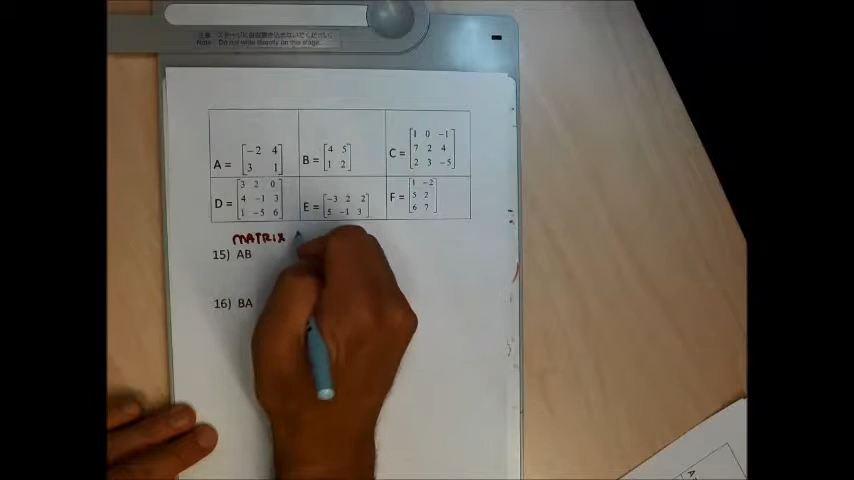 Note : Do not write directly on this stage.
A = [-2 4
3 1]
B = [4 5
1 2]
C = [1 0 -1
7 2 4
2 3 -5]
D = [3 2 0
4 -1 3
1 -5 6]
E = [-3 2 2
5 -1 3]
F = [1 -2
5 2
6 7]
MATRIX
15) AB
16) BA